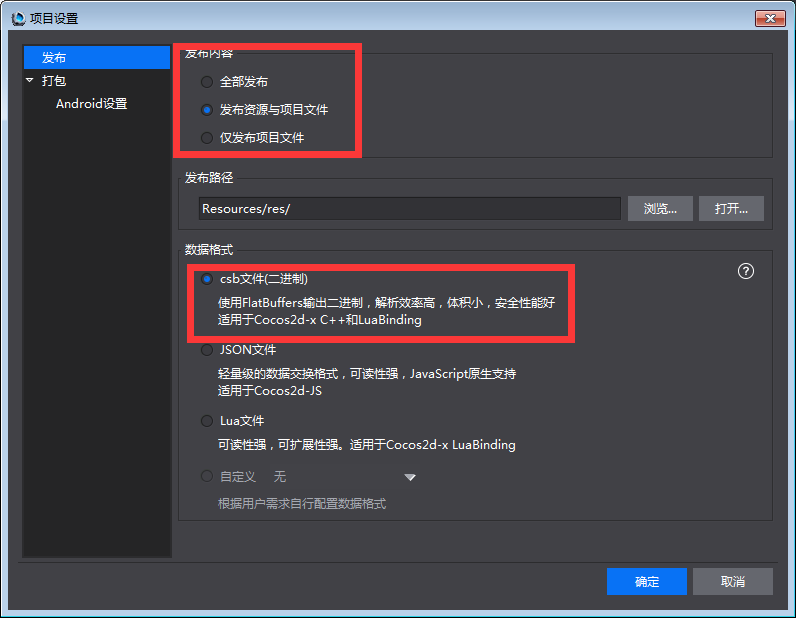 项目设置
发布
打包
Android设置
发布内容
全部发布
发布资源与项目文件
仅发布项目文件
发布路径
Resources/res/
浏览...
打开...
数据格式
?
csb文件(二进制)
使用FlatBuffers输出二进制，解析效率高，体积小，安全性能好
适用于Cocos2d-x C++和LuaBinding
JSON文件
轻量级的数据交换格式，可读性强，JavaScript原生支持
适用于Cocos2d-JS
Lua文件
可读性强，可扩展性强。适用于Cocos2d-x LuaBinding
自定义 无
根据用户需求自行配置数据格式
确定
取消